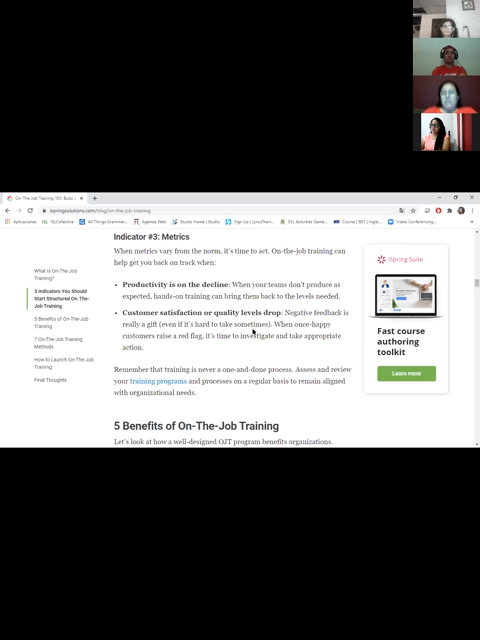 On-The-Job Training 101: Build
ispringsolutions.com/blog/on-the-job-training
Aplicaciones
ISLCollective
All Things Grammar...
Agenda Web
Studio Home | Studio
Sign Up | LyricsTrain...
ESL Activities Game...
Course | 901 | Ingle...
Video Conferencing...
What is On-The-Job
Training?
3 Indicators You Should
Start Structured On-The-
Job Training
5 Benefits of On-The-Job
Training
7 On-The-Job Training
Methods
How to Launch On-The-Job
Training
Final Thoughts
Indicator #3: Metrics
When metrics vary from the norm, it's time to act. On-the-job training can
help get you back on track when:
• Productivity is on the decline: When your teams don't produce as
expected, hands-on training can bring them back to the levels needed.
• Customer satisfaction or quality levels drop: Negative feedback is
really a gift (even if it's hard to take sometimes). When once-happy
customers raise a red flag, it's time to investigate and take appropriate
action.
Remember that training is never a one-and-done process. Assess and review
your training programs and processes on a regular basis to remain aligned
with organizational needs.
5 Benefits of On-The-Job Training
Let's look at how a well-designed OJT program benefits organizations.
iSpring Suite
Fast course
authoring
toolkit
Learn more